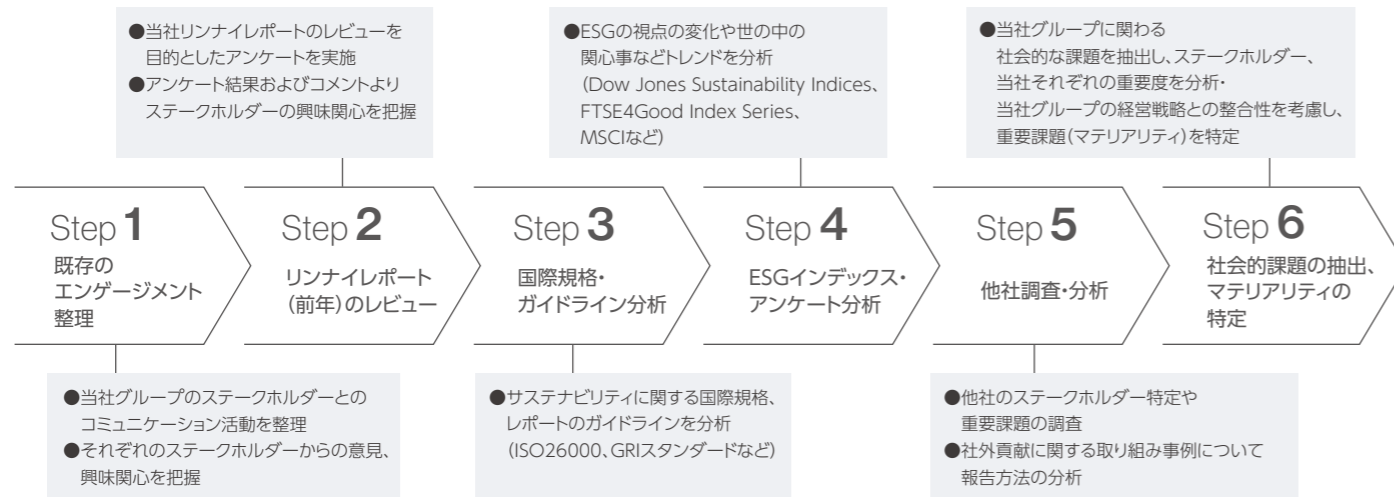 ●当社リンナイレポートのレビューを
目的としたアンケートを実施
●アンケート結果およびコメントより
ステークホルダーの興味関心を把握
●ESGの視点の変化や世の中の
関心事などトレンドを分析
(Dow Jones Sustainability Indices、
FTSE4Good Index Series、
MSCIなど)
●当社グループに関わる
社会的な課題を抽出し、ステークホルダー、
当社それぞれの重要度を分析・
当社グループの経営戦略との整合性を考慮し、
重要課題(マテリアリティ)を特定
Step 1
既存の
エンゲージメント
整理
Step 2
リンナイレポート
(前年)のレビュー
Step 3
国際規格・
ガイドライン分析
Step 4
ESGインデックス・
アンケート分析
Step 5
他社調査・分析
Step 6
社会的課題の抽出、
マテリアリティの
特定
●当社グループのステークホルダーとの
コミュニケーション活動を整理
●それぞれのステークホルダーからの意見、
興味関心を把握
●サステナビリティに関する国際規格、
レポートのガイドラインを分析
(ISO26000、GRIスタンダードなど)
●他社のステークホルダー特定や
重要課題の調査
●社外貢献に関する取り組み事例について
報告方法の分析